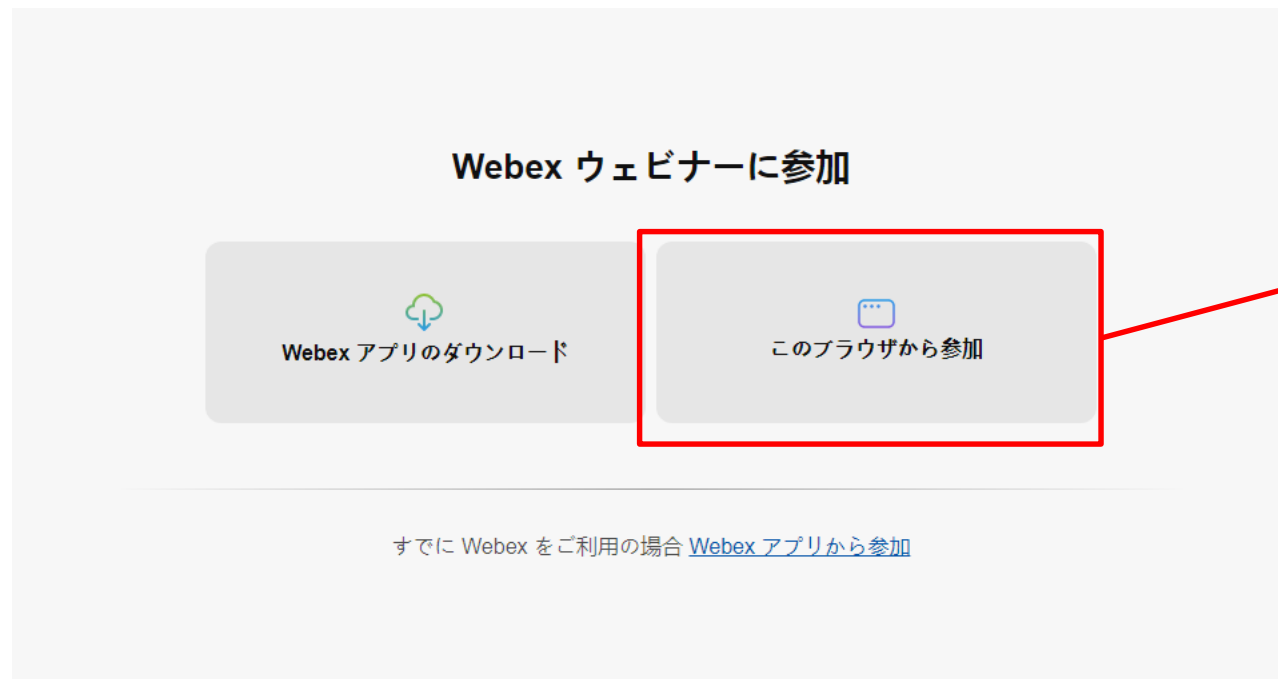 Webex ウェビナーに参加
Webex アプリのダウンロード
このブラウザから参加
すでに Webex をご利用の場合 Webex アプリから参加